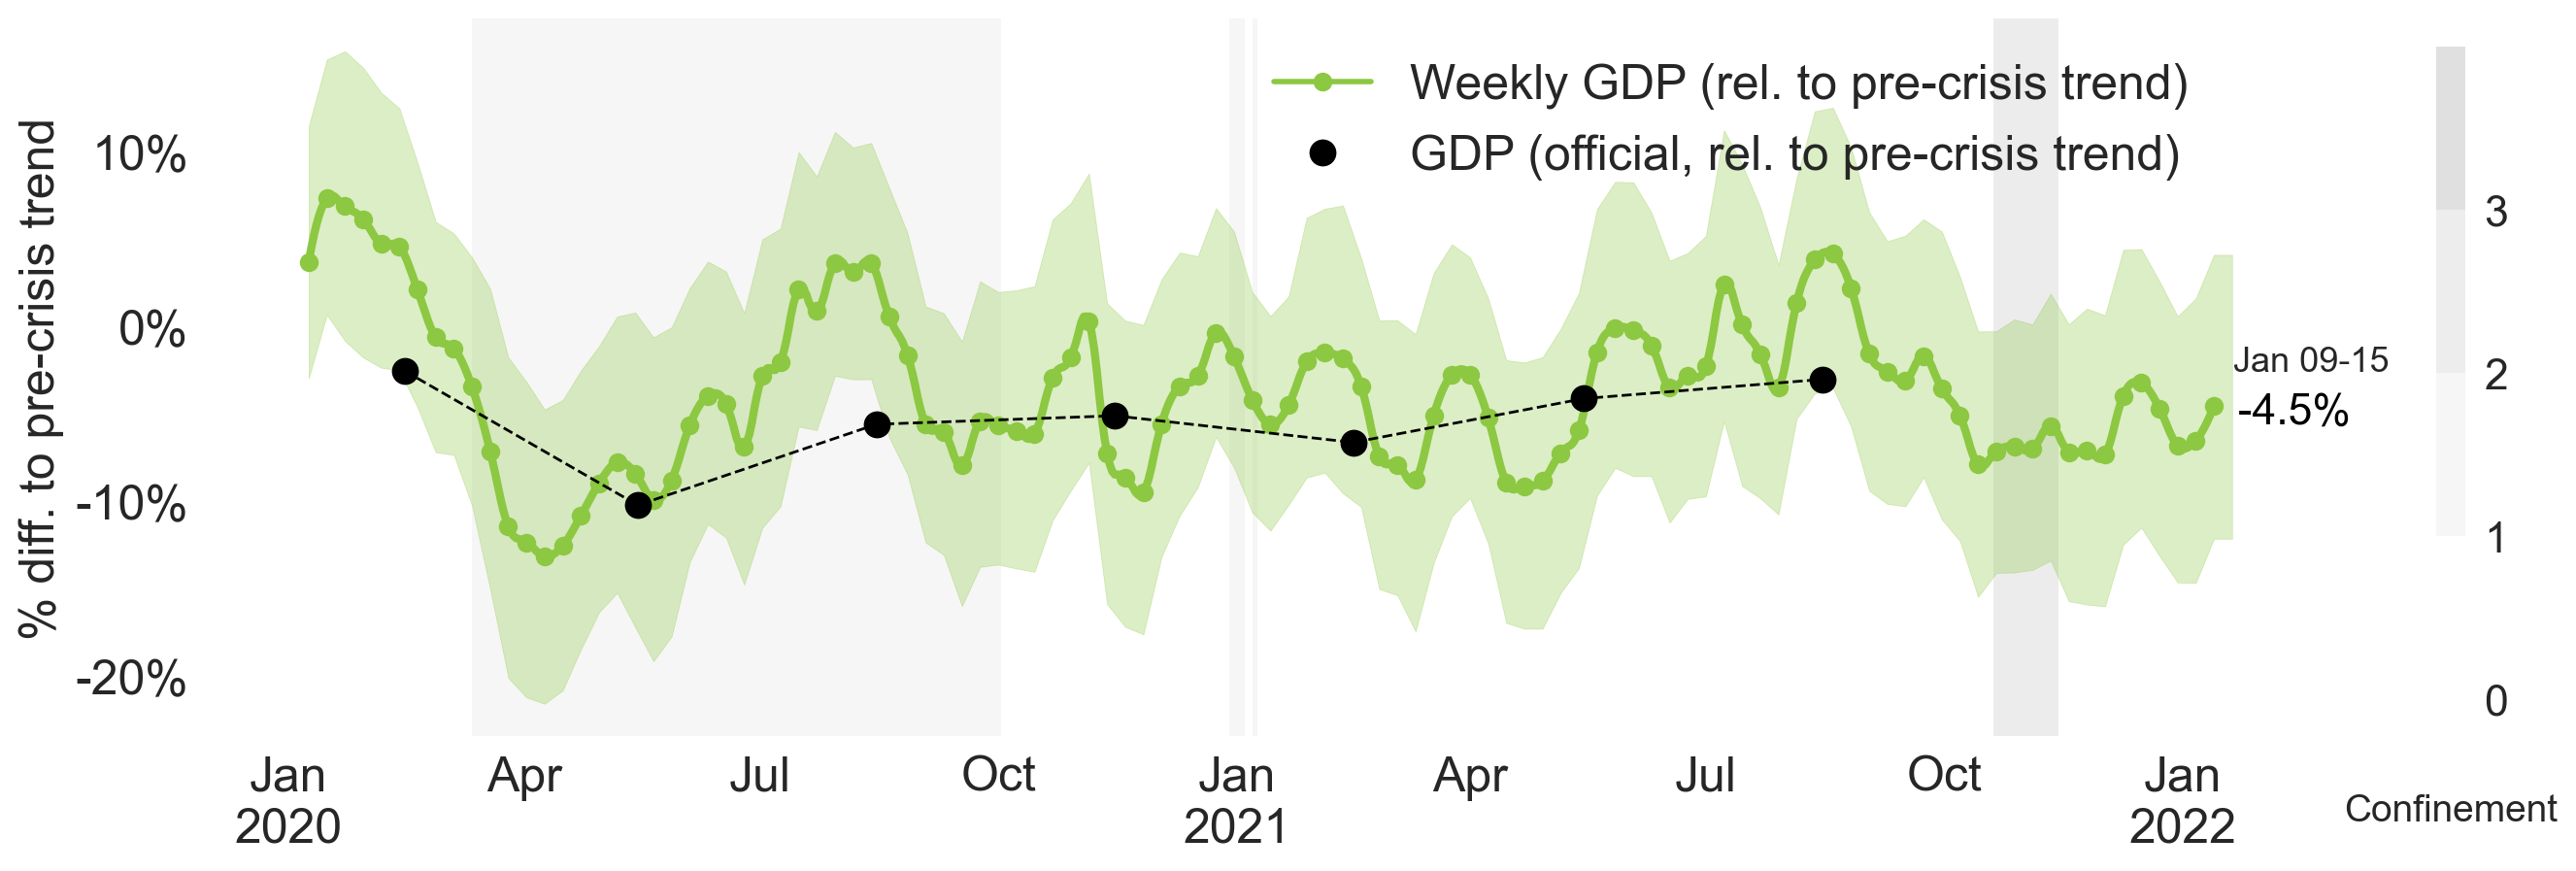 Weekly GDP (rel. to pre-crisis trend)
GDP (official, rel. to pre-crisis trend)
% diff. to pre-crisis trend
10%
0%
-10%
-20%
Jan 09-15
-4.5%
3
2
1
0
Jan Apr Jul Oct Jan Apr Jul Oct Jan
2020 2021 2022
Confinement